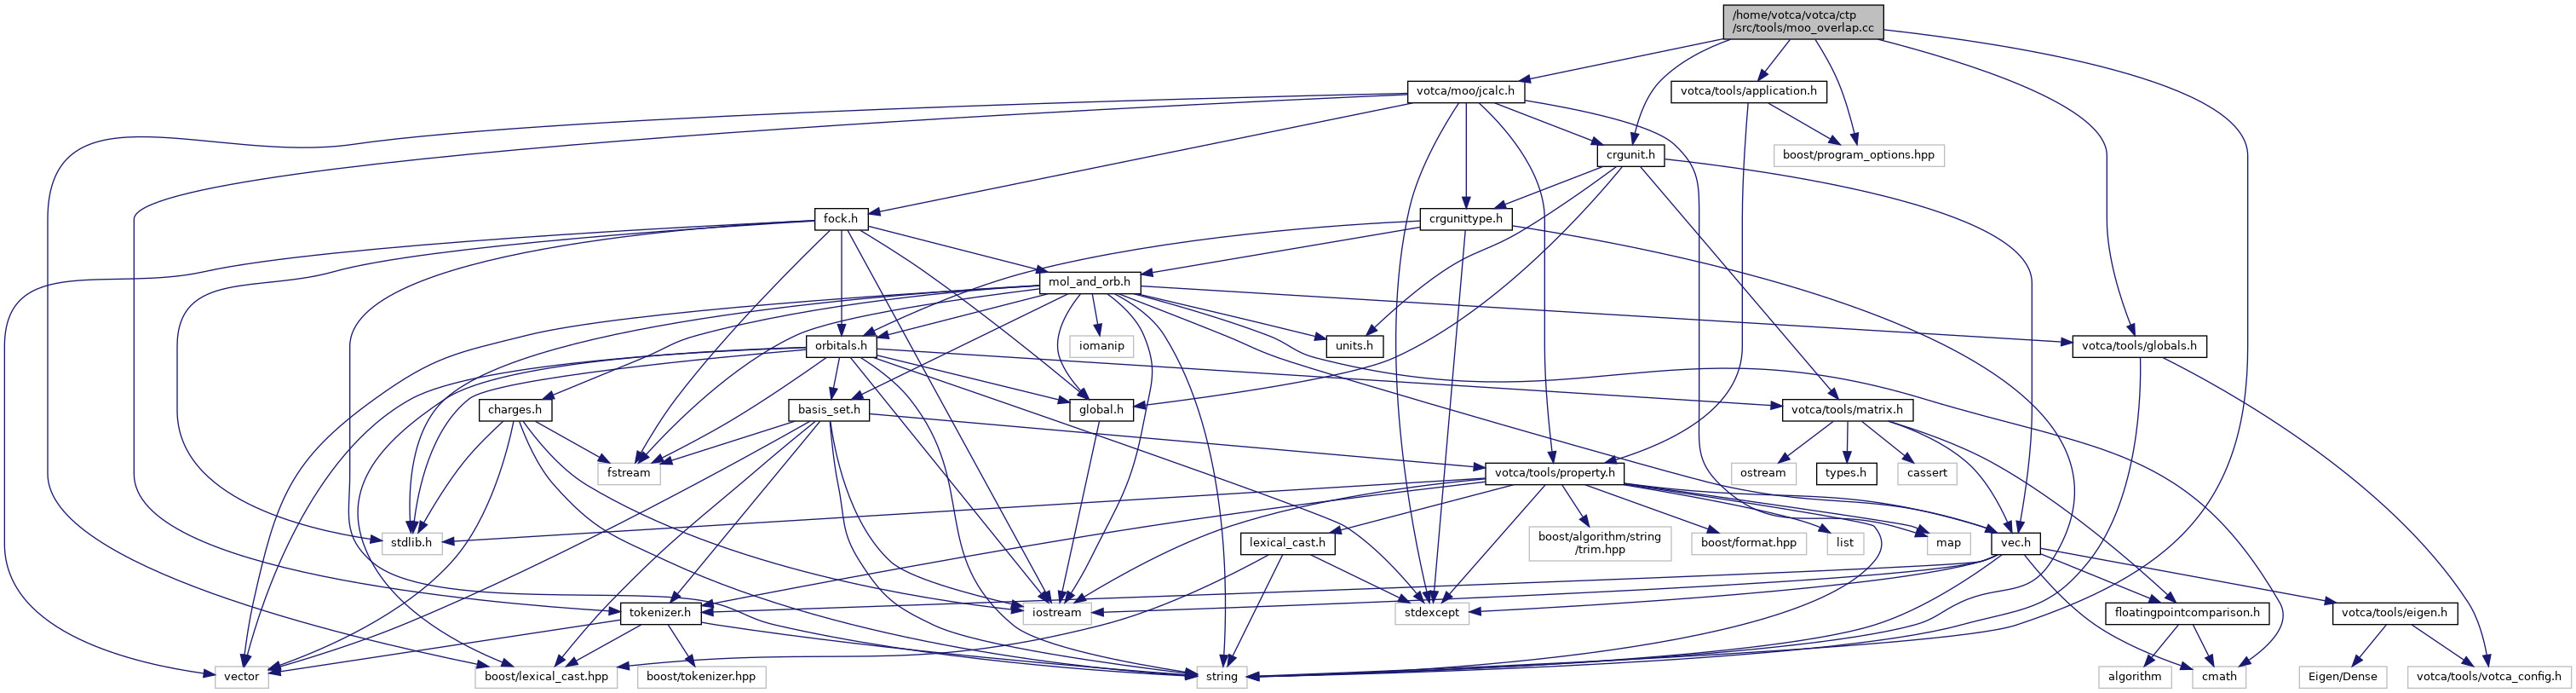 /home/votca/votca/ctp
/src/tools/moo_overlap.cc
votca/moo/jcalc.h
votca/tools/application.h
crgunit.h
boost/program_options.hpp
fock.h
crgunittype.h
mol_and_orb.h
orbitals.h
iomanip
units.h
votca/tools/globals.h
charges.h
basis_set.h
global.h
votca/tools/matrix.h
fstream
votca/tools/property.h
ostream
types.h
cassert
stdlib.h
lexical_cast.h
boost/algorithm/string
/trim.hpp
boost/format.hpp
list
map
vec.h
tokenizer.h
iostream
stdexcept
floatingpointcomparison.h
votca/tools/eigen.h
vector
boost/lexical_cast.hpp
boost/tokenizer.hpp
string
algorithm
cmath
Eigen/Dense
votca/tools/votca_config.h